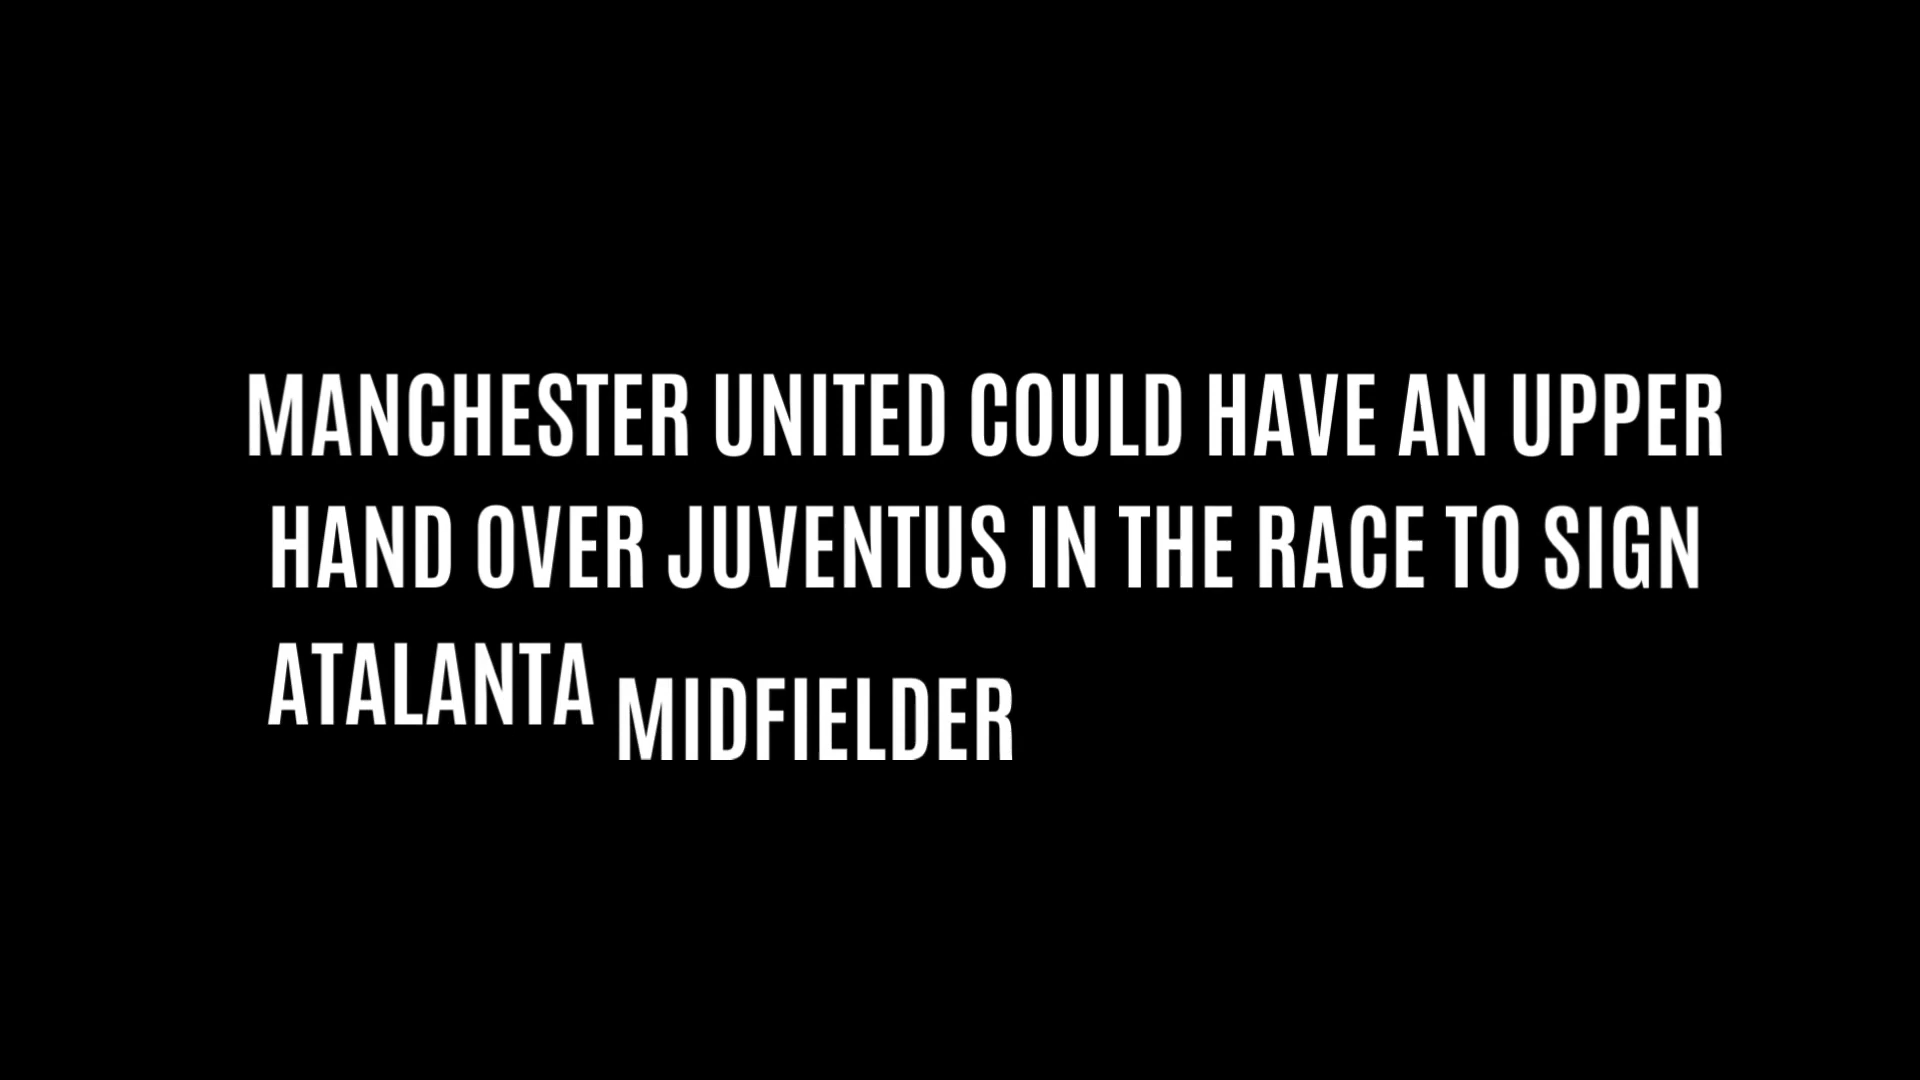 MANCHESTER UNITED COULD HAVE AN UPPER
HAND OVER JUVENTUS IN THE RACE TO SIGN
ATALANTA MIDFIELDER